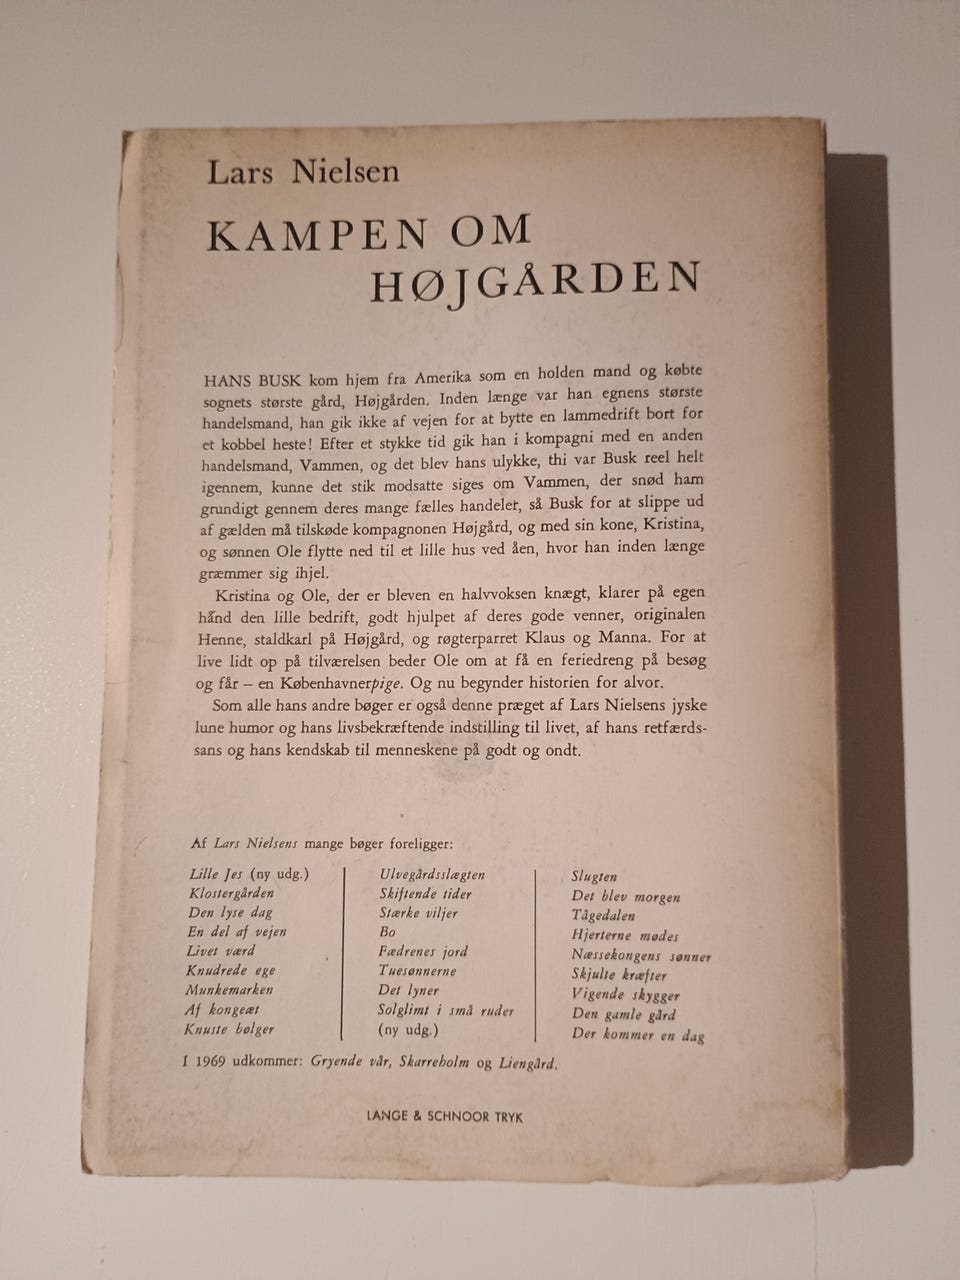 Lars Nielsen
KAMPEN OM
HØJGÅRDEN
HANS BUSK kom hjem fra Amerika som en holden mand og købte
sognets største gård, Højgården. Inden længe var han egnens største
handelsmand, han gik ikke af vejen for at bytte en lammedrift bort for
et kobbel heste! Efter et stykke tid gik han i kompagni med en anden
handelsmand, Vammen, og det blev hans ulykke, thi var Busk reel helt
igennem, kunne det stik modsatte siges om Vammen, der snød ham
grundigt gennem deres mange fælles handeler, så Busk for at slippe ud
af gælden må tilskøde kompagnonen Højgård, og med sin kone, Kristina,
og sønnen Ole flytte ned til et lille hus ved åen, hvor han inden længe
græmmer sig ihjel.
Kristina og Ole, der er bleven en halvvoksen knægt, klarer på egen
hånd den lille bedrift, godt hjulpet af deres gode venner, originalen
Henne, staldkarl på Højgård, og røgterparret Klaus og Manna. For at
live lidt op på tilværelsen beder Ole om at få en feriedreng på besøg
og får – en Københavnerpige. Og nu begynder historien for alvor.
Som alle hans andre bøger er også denne præget af Lars Nielsens jyske
lune humor og hans livsbekræftende indstilling til livet, af hans retfærds-
sans og hans kendskab til menneskene på godt og ondt.
Af Lars Nielsens mange bøger foreligger:
Lille Jes (ny udg.)
Klostergården
Den lyse dag
En del af vejen
Livet værd
Knudrede ege
Munkemarken
Af kongeæt
Knuste bølger
Ulvegårdsslægten
Skiftende tider
Stærke viljer
Bo
Fædrenes jord
Tuesønnerne
Det lyner
Solglimt i små ruder
(ny udg.)
Slugten
Det blev morgen
Tågedalen
Hjerterne mødes
Næssekongens sønner
Skjulte kræfter
Vigende skygger
Den gamle gård
Der kommer en dag
I 1969 udkommer: Gryende vår, Skarreholm og Liengård.
LANGE & SCHNOOR TRYK